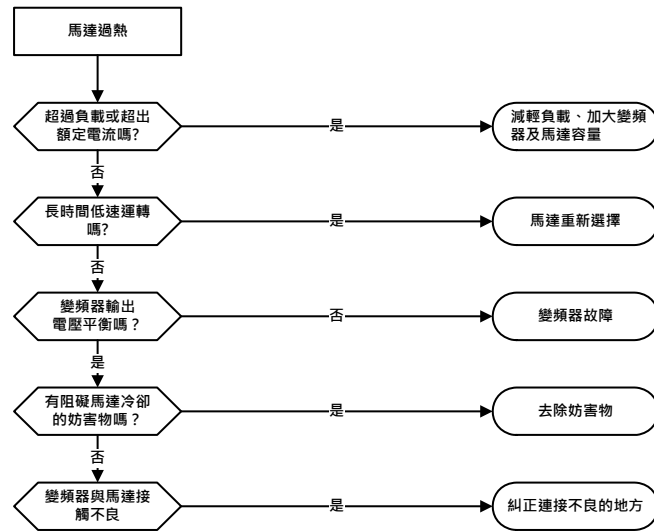 馬達過熱
超過負載或超出
額定電流嗎?
是
減輕負載、加大變頻
器及馬達容量
否
長時間低速運轉
嗎?
是
馬達重新選擇
否
變頻器輸出
電壓平衡嗎？
否
變頻器故障
是
有阻礙馬達冷卻
的妨害物嗎？
是
去除妨害物
否
變頻器與馬達接
觸不良
是
糾正連接不良的地方